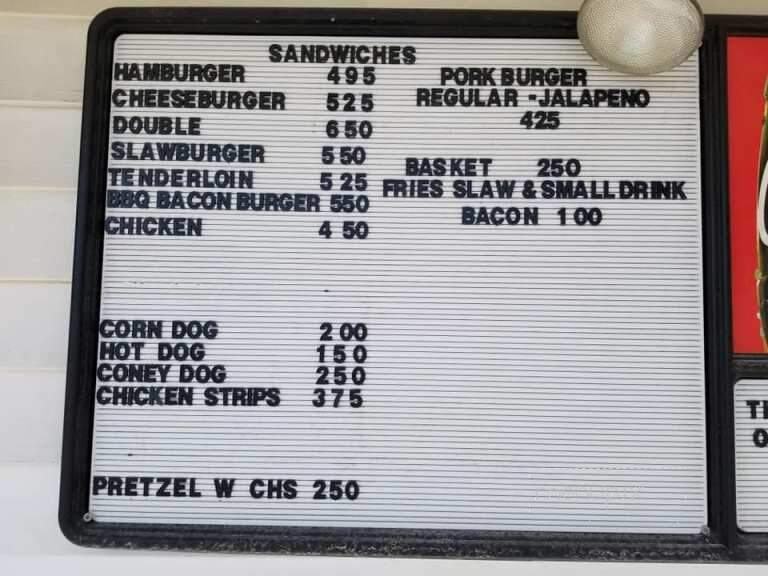 SANDWICHES
HAMBURGER 495
CHEESEBURGER 525
DOUBLE 650
SLAWBURGER 550
TENDERLOIN 525
BBQ BACON BURGER 550
CHICKEN 450
CORN DOG 200
HOT DOG 150
CONEY DOG 250
CHICKEN STRIPS 375
PRETZEL W CHS 250
PORK BURGER
REGULAR -JALAPENO
425
BASKET 250
FRIES SLAW & SMALL DRINK
BACON 100